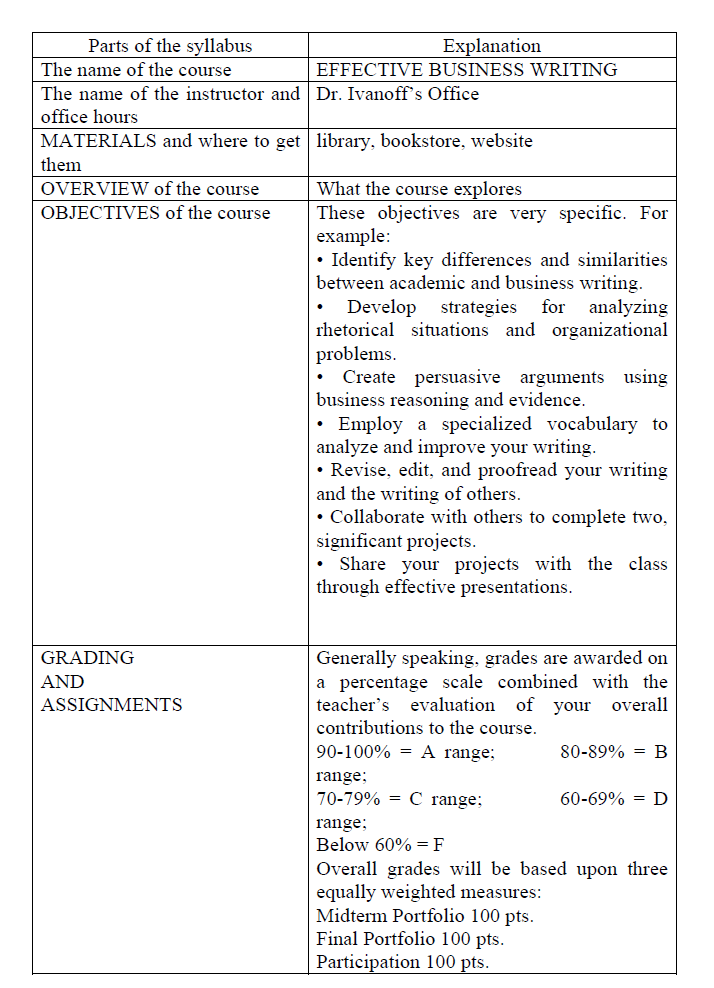 Parts of the syllabus
Explanation
The name of the course
EFFECTIVE BUSINESS WRITING
The name of the instructor and
office hours
Dr. Ivanoff’s Office
MATERIALS and where to get
them
library, bookstore, website
OVERVIEW of the course
What the course explores
OBJECTIVES of the course
These objectives are very specific. For
example:
• Identify key differences and similarities
between academic and business writing.
• Develop strategies for analyzing
rhetorical situations and organizational
problems.
• Create persuasive arguments using
business reasoning and evidence.
• Employ a specialized vocabulary to
analyze and improve your writing.
• Revise, edit, and proofread your writing
and the writing of others.
• Collaborate with others to complete two,
significant projects.
• Share your projects with the class
through effective presentations.
GRADING
AND
ASSIGNMENTS
Generally speaking, grades are awarded on
a percentage scale combined with the
teacher’s evaluation of your overall
contributions to the course.
90-100% = A range; 80-89% = B
range;
70-79% = C range; 60-69% = D
range;
Below 60% = F
Overall grades will be based upon three
equally weighted measures:
Midterm Portfolio 100 pts.
Final Portfolio 100 pts.
Participation 100 pts.